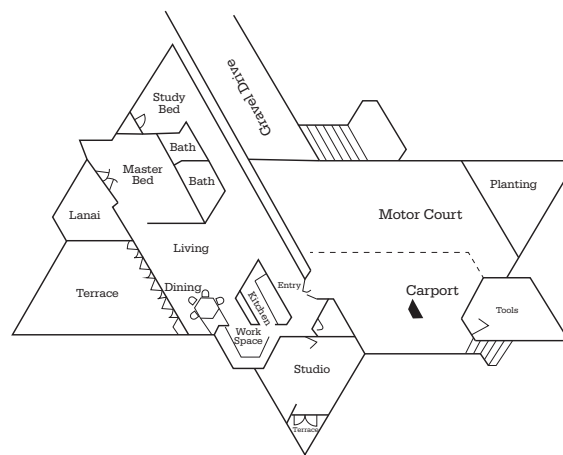 Gravel Drive
Study
Bed
Bath
Master
Bed
Bath
Planting
Lanai
Motor Court
Living
Terrace
Dining
Entry
Kitchen
Carport
Tools
Work
Space
Studio
Terrace